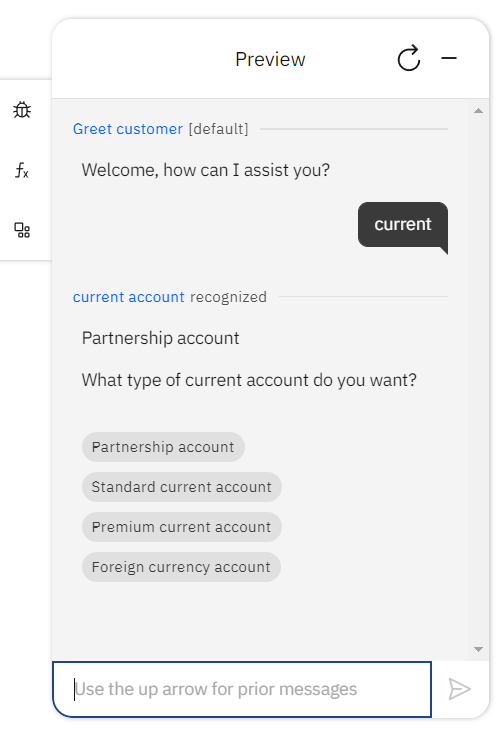 Preview
Greet customer [default]
Welcome, how can I assist you?
current
current account recognized
Partnership account
What type of current account do you want?
Partnership account
Standard current account
Premium current account
Foreign currency account
Use the up arrow for prior messages